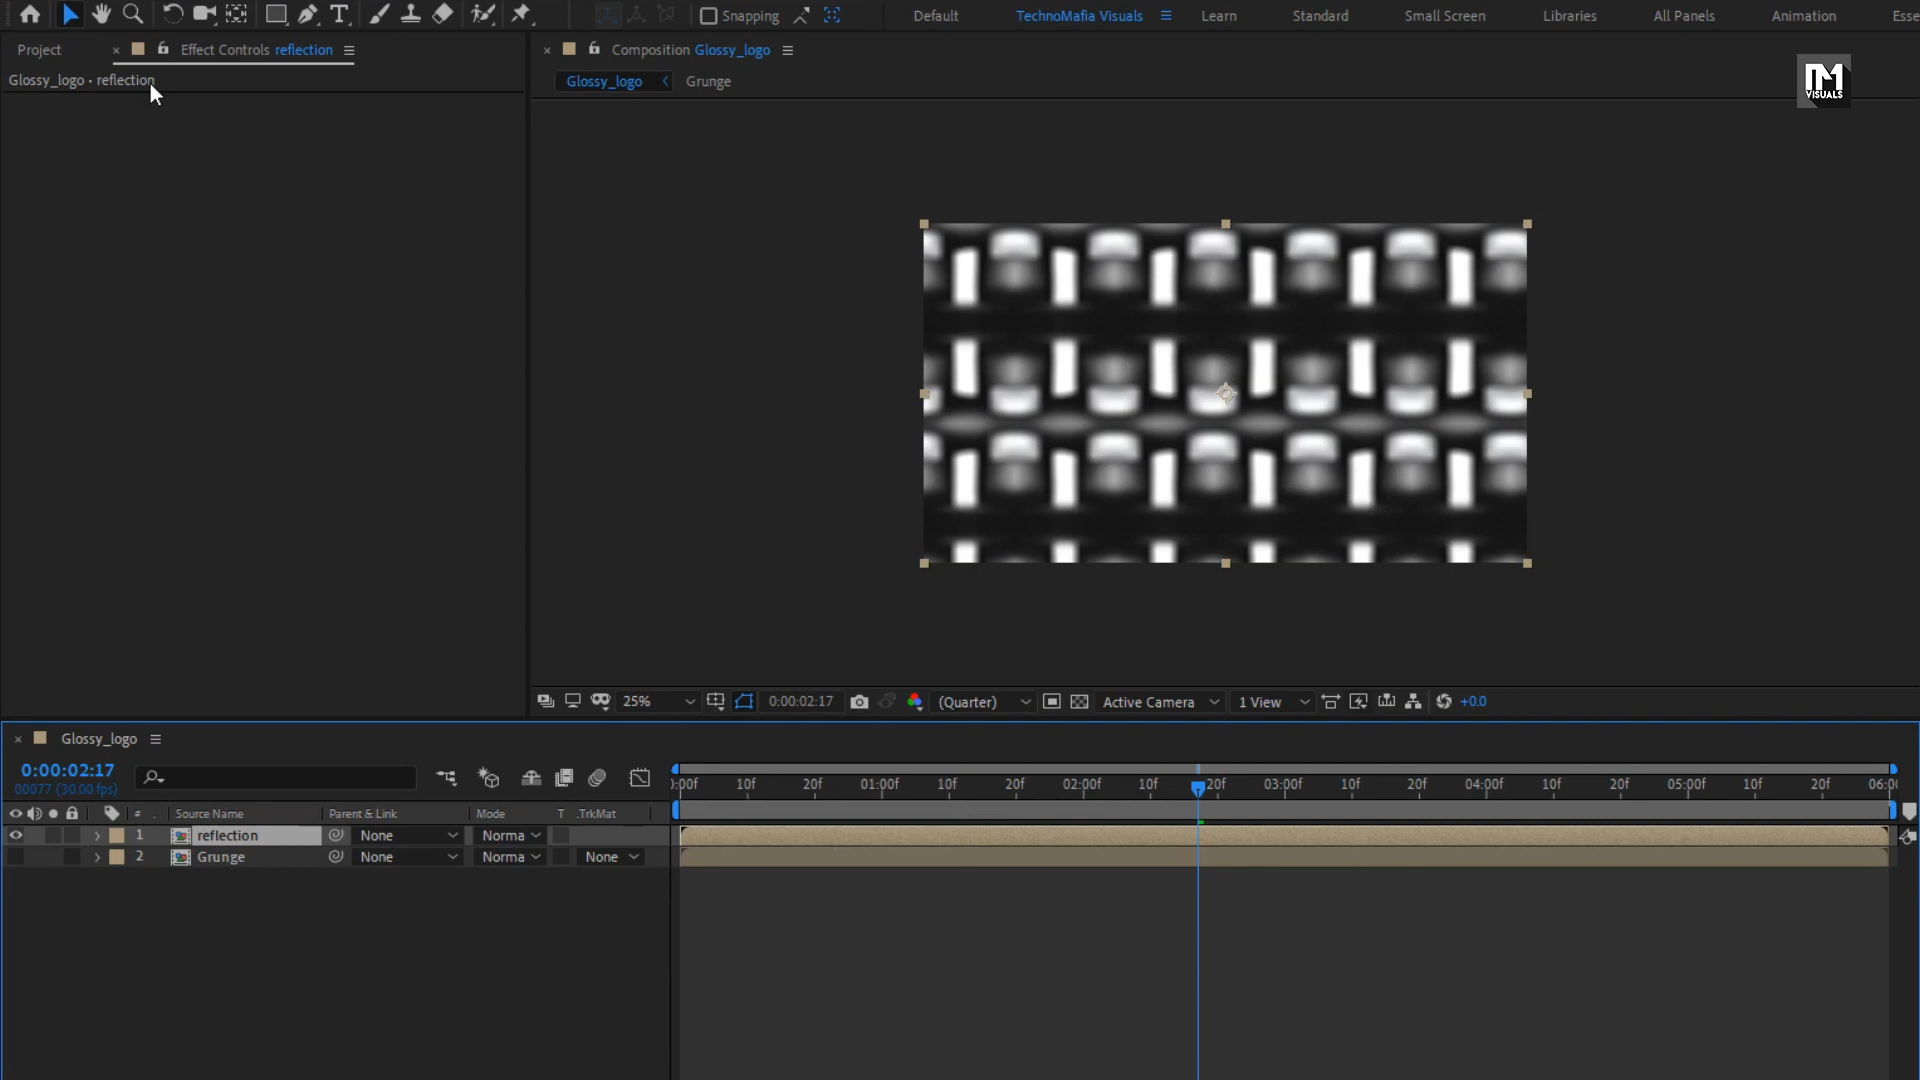 Snapping
Default
TechnoMafia Visuals
Learn
Standard
Small Screen
Libraries
All Panels
Animation
Esse
Project
Effect Controls reflection
Composition Glossy_logo
Glossy_logo • reflection
Glossy_logo
Grunge
VISUALS
25%
0:00:02:17
(Quarter)
Active Camera
1 View
+0.0
Glossy_logo
0:00:02:17
00077 (30.00 fps)
):00f 10f 20f 01:00f 10f 20f 02:00f 10f 20f 03:00f 10f 20f 04:00f 10f 20f 05:00f 10f 20f 06:00
# . Source Name Parent & Link Mode T .TrkMat
1 reflection None Norma
2 Grunge None Norma None